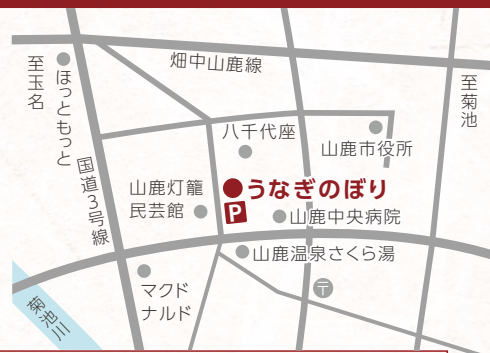 畑中山鹿線
至玉名
ほっともっと
国道3号線
至菊池
八千代座
山鹿市役所
山鹿灯籠
民芸館
うなぎのぼり
P
山鹿中央病院
山鹿温泉さくら湯
マクド
ナルド
〒
菊池川